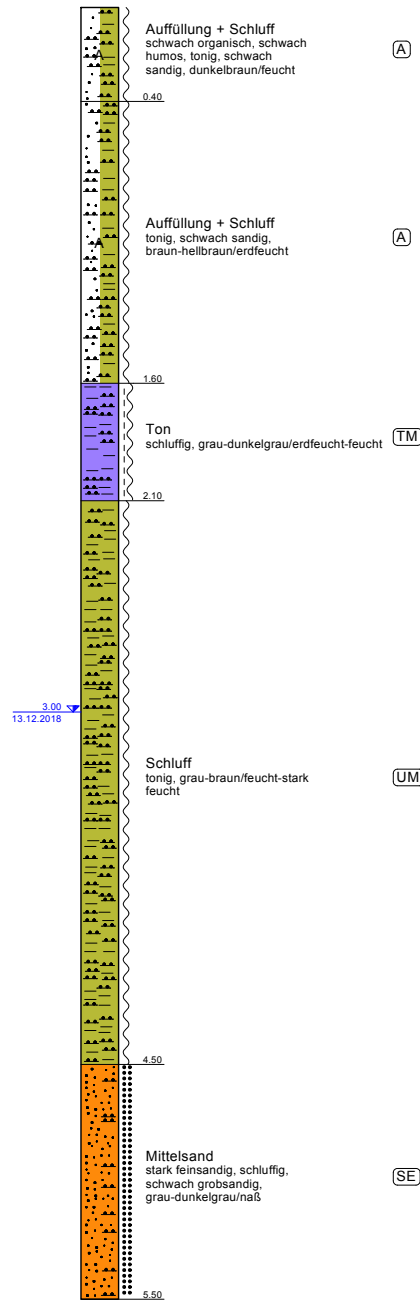 Auffüllung + Schluff
schwach organisch, schwach
humos, tonig, schwach
sandig, dunkelbraun/feucht
A
A
0.40
Auffüllung + Schluff
tonig, schwach sandig,
braun-hellbraun/erdfeucht
A
A
1.60
Ton
schluffig, grau-dunkelgrau/erdfeucht-feucht
TM
2.10
3.00
13.12.2018
Schluff
tonig, grau-braun/feucht-stark
feucht
UM
4.50
Mittelsand
stark feinsandig, schluffig,
schwach grobsandig,
grau-dunkelgrau/naß
SE
5.50